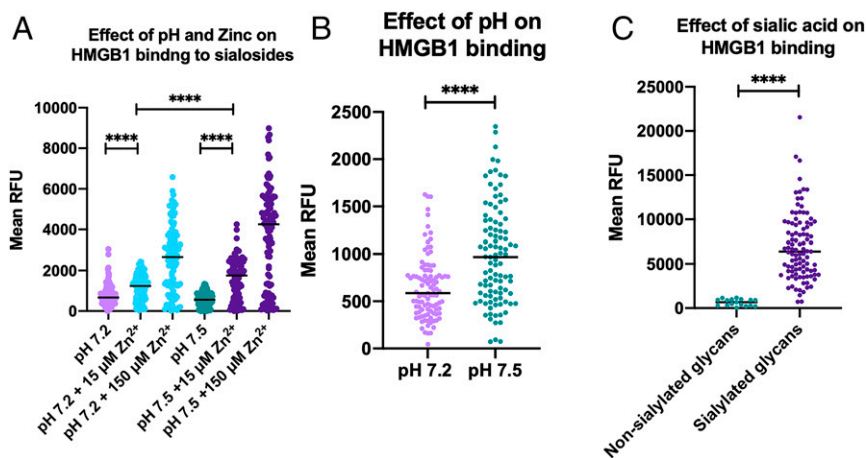 A
Effect of pH and Zinc on
HMGB1 bindng to sialosides
Mean RFU
10000
8000
6000
4000
2000
0
****
****
****
pH 7.2
pH 7.2 + 15 µM Zn²⁺
pH 7.2 + 150 µM Zn²⁺
pH 7.5
pH 7.5 +15 µM Zn²⁺
pH 7.5 +150 µM Zn²⁺
B
Effect of pH on
HMGB1 binding
Mean RFU
2500
2000
1500
1000
500
0
****
pH 7.2
pH 7.5
C
Effect of sialic acid on
HMGB1 binding
Mean RFU
25000
20000
15000
10000
5000
0
****
Non-sialylated glycans
Sialylated glycans